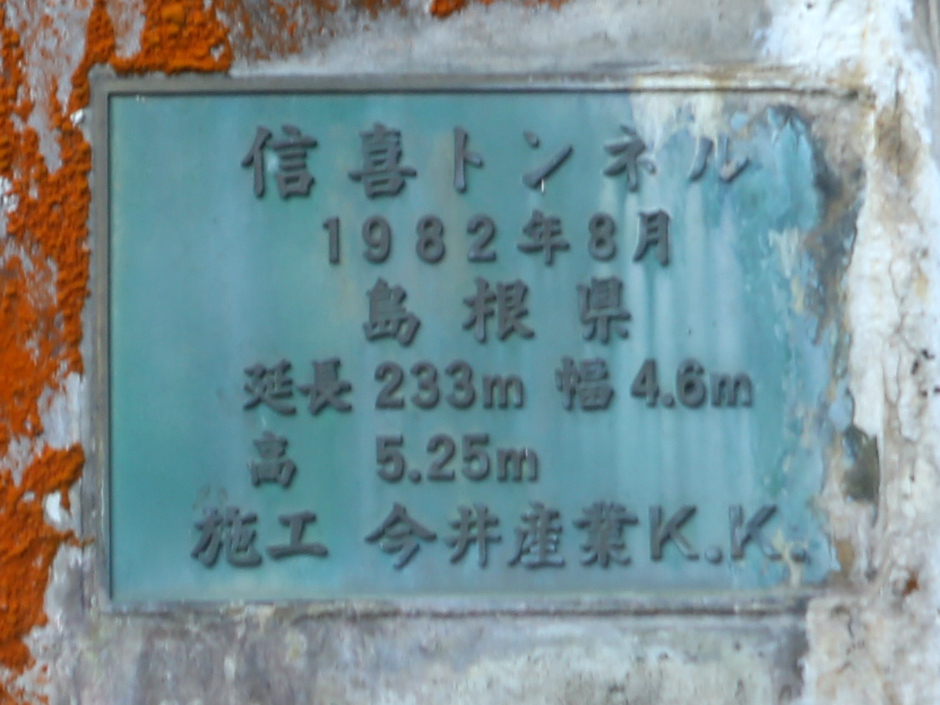 信喜トンネル
1982年8月
島根県
延長 233m 幅 4.6m
高 5.25m
施工 今井産業K.K.